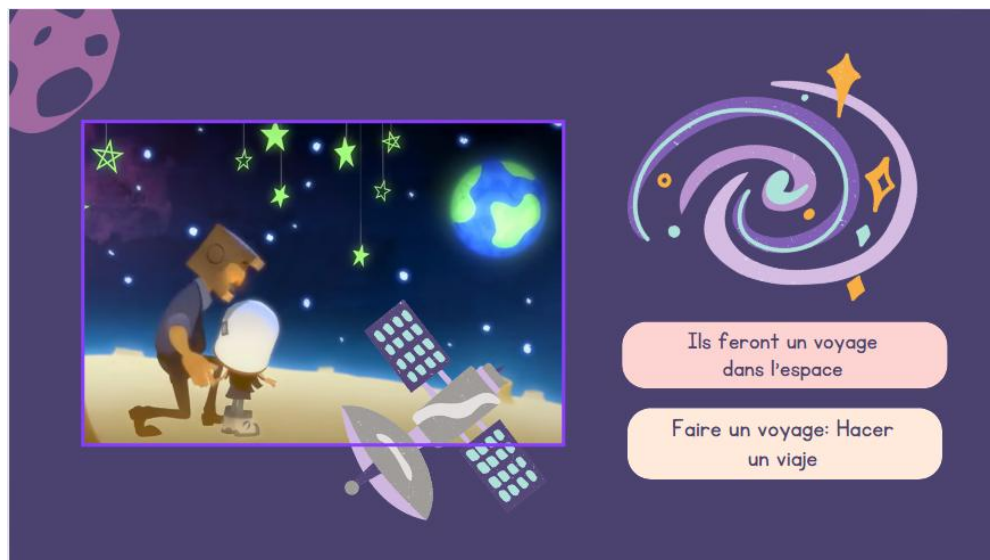 Ils feront un voyage
dans l'espace
Faire un voyage: Hacer
un viaje